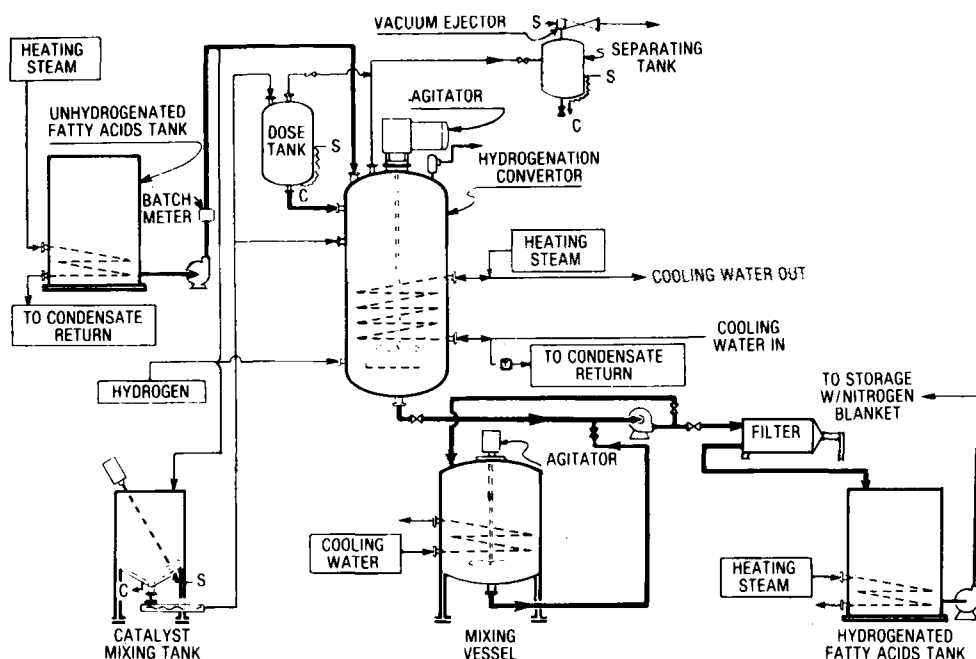 VACUUM EJECTOR
S
HEATING
STEAM
S
SEPARATING
TANK
S
UNHYDROGENATED
FATTY ACIDS TANK
AGITATOR
C
DOSE
TANK
S
HYDROGENATION
CONVERTOR
BATCH
METER
C
HEATING
STEAM
COOLING WATER OUT
TO CONDENSATE
RETURN
COOLING
WATER IN
TO CONDENSATE
RETURN
HYDROGEN
TO STORAGE
W/NITROGEN
BLANKET
FILTER
AGITATOR
COOLING
WATER
HEATING
STEAM
C
S
CATALYST
MIXING TANK
MIXING
VESSEL
HYDROGENATED
FATTY ACIDS TANK